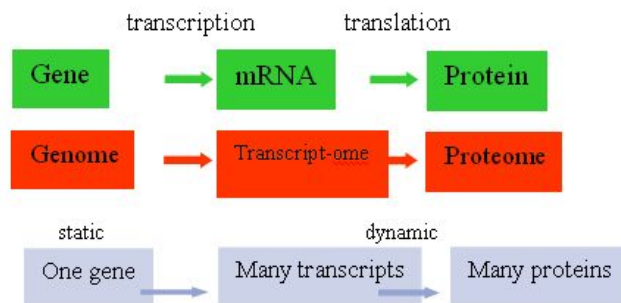 transcription translation
Gene mRNA Protein
Genome Transcript-ome Proteome
static dynamic
One gene Many transcripts Many proteins